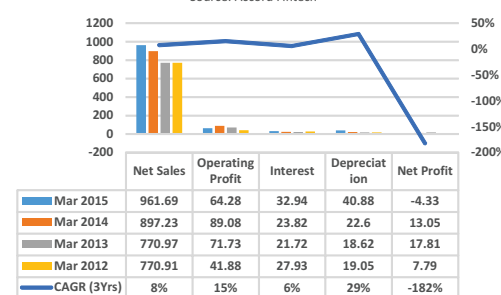 Source: Accord Fintech
1200 50%
1000 0%
800
600 -50%
400 -100%
200
0 -150%
-200 -200%
Net Sales Operating Profit Interest Depreciat ion Net Profit
Mar 2015 961.69 64.28 32.94 40.88 -4.33
Mar 2014 897.23 89.08 23.82 22.6 13.05
Mar 2013 770.97 71.73 21.72 18.62 17.81
Mar 2012 770.91 41.88 27.93 19.05 7.79
CAGR (3Yrs) 8% 15% 6% 29% -182%